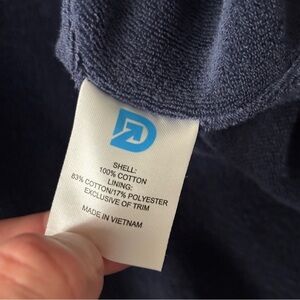 SHELL:
100% COTTON
LINING:
83% COTTON/17% POLYESTER
EXCLUSIVE OF TRIM
MADE IN VIETNAM